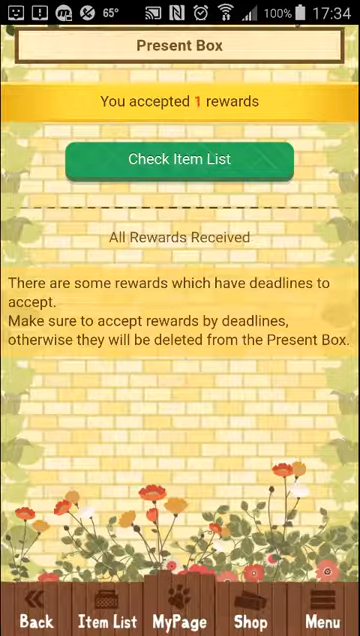 65°
100%
17:34
Present Box
You accepted 1 rewards
Check Item List
All Rewards Received
There are some rewards which have deadlines to
accept.
Make sure to accept rewards by deadlines,
otherwise they will be deleted from the Present Box.
Back
Item List
MyPage
Shop
Menu